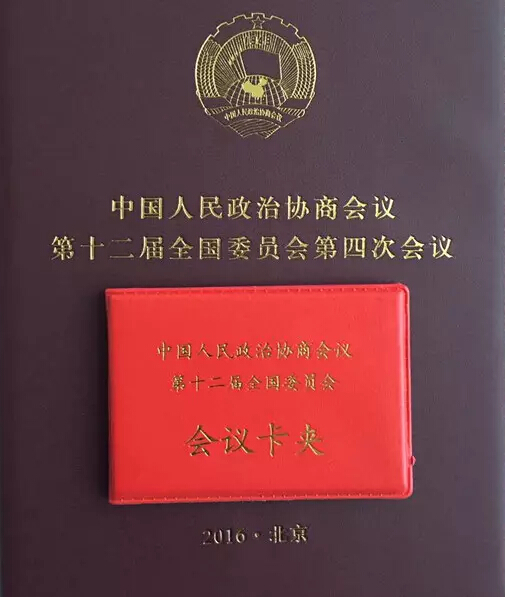 中国人民政治协商会议
中国人民政治协商会议
第十二届全国委员会第四次会议
中国人民政治协商会议
第十二届全国委员会
会议卡夹
2016·北京